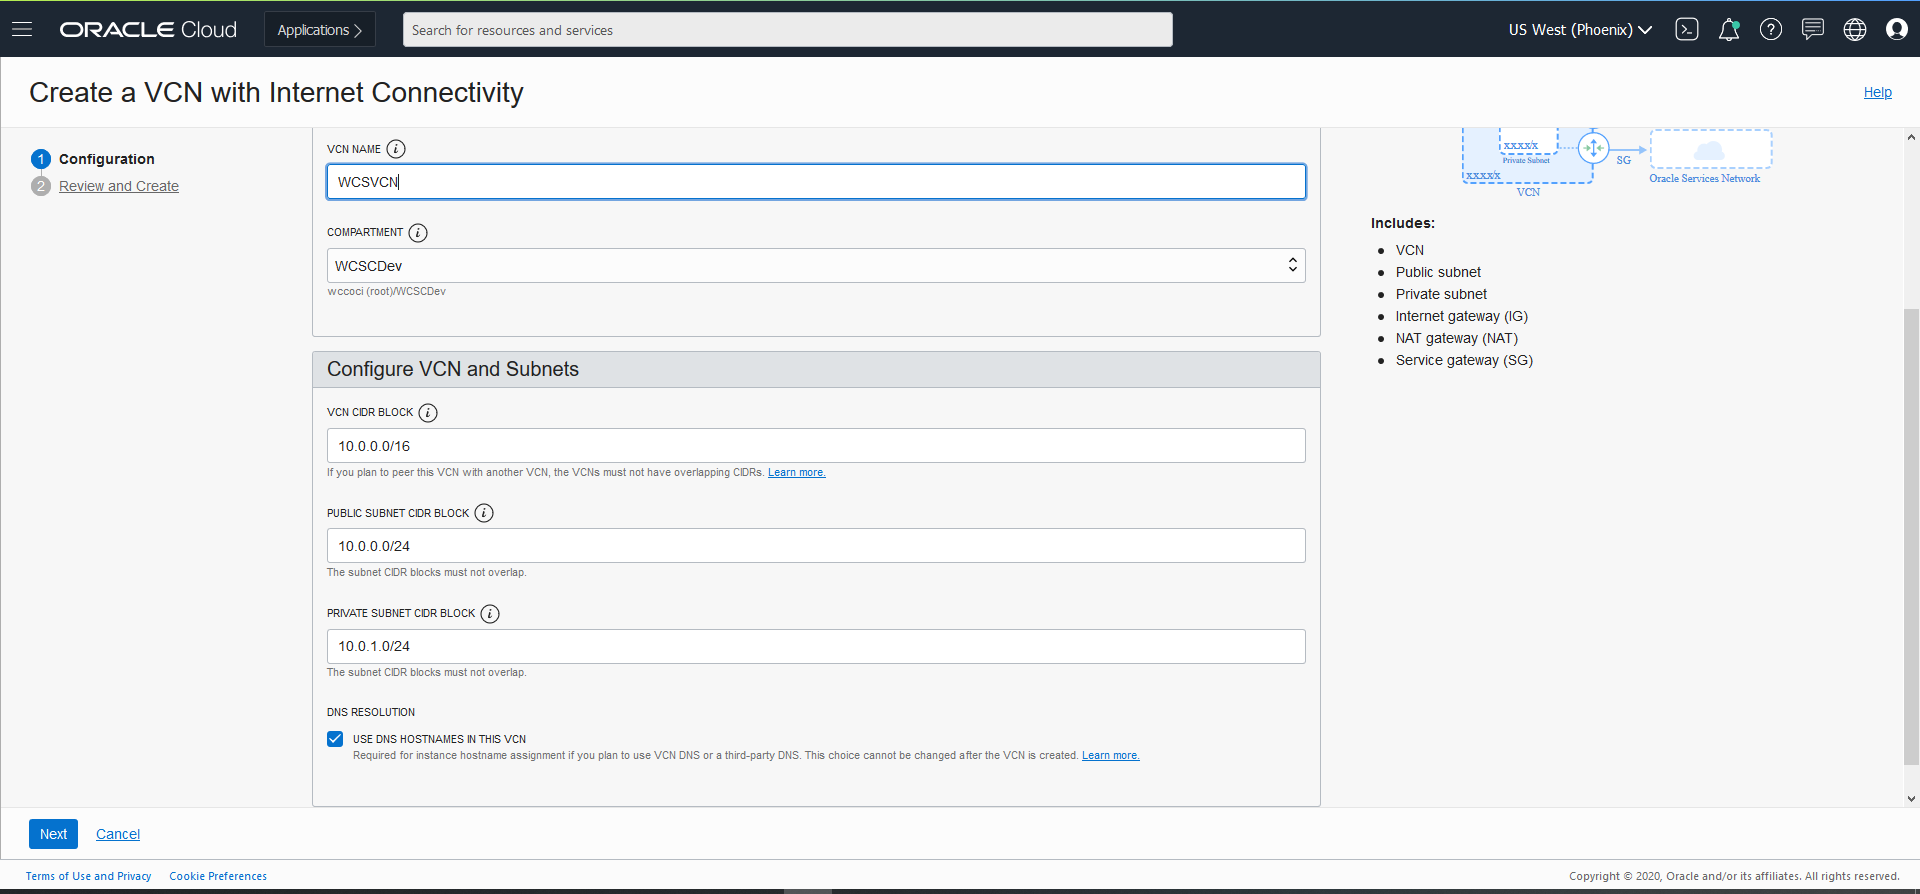 ORACLE Cloud
Applications
Search for resources and services
US West (Phoenix)
Create a VCN with Internet Connectivity
Help
1 Configuration
2 Review and Create
VCN NAME i
WCSVCN
COMPARTMENT i
WCSCDev
wccoci (root)/WCSCDev
Configure VCN and Subnets
VCN CIDR BLOCK i
10.0.0.0/16
If you plan to peer this VCN with another VCN, the VCNs must not have overlapping CIDRs. Learn more.
PUBLIC SUBNET CIDR BLOCK i
10.0.0.0/24
The subnet CIDR blocks must not overlap.
PRIVATE SUBNET CIDR BLOCK i
10.0.1.0/24
The subnet CIDR blocks must not overlap.
DNS RESOLUTION
USE DNS HOSTNAMES IN THIS VCN
Required for instance hostname assignment if you plan to use VCN DNS or a third-party DNS. This choice cannot be changed after the VCN is created. Learn more.
xxxx/x
Private Subnet
SG
xxxx/x
Oracle Services Network
VCN
Includes:
VCN
Public subnet
Private subnet
Internet gateway (IG)
NAT gateway (NAT)
Service gateway (SG)
Next
Cancel
Terms of Use and Privacy
Cookie Preferences
Copyright © 2020, Oracle and/or its affiliates. All rights reserved.